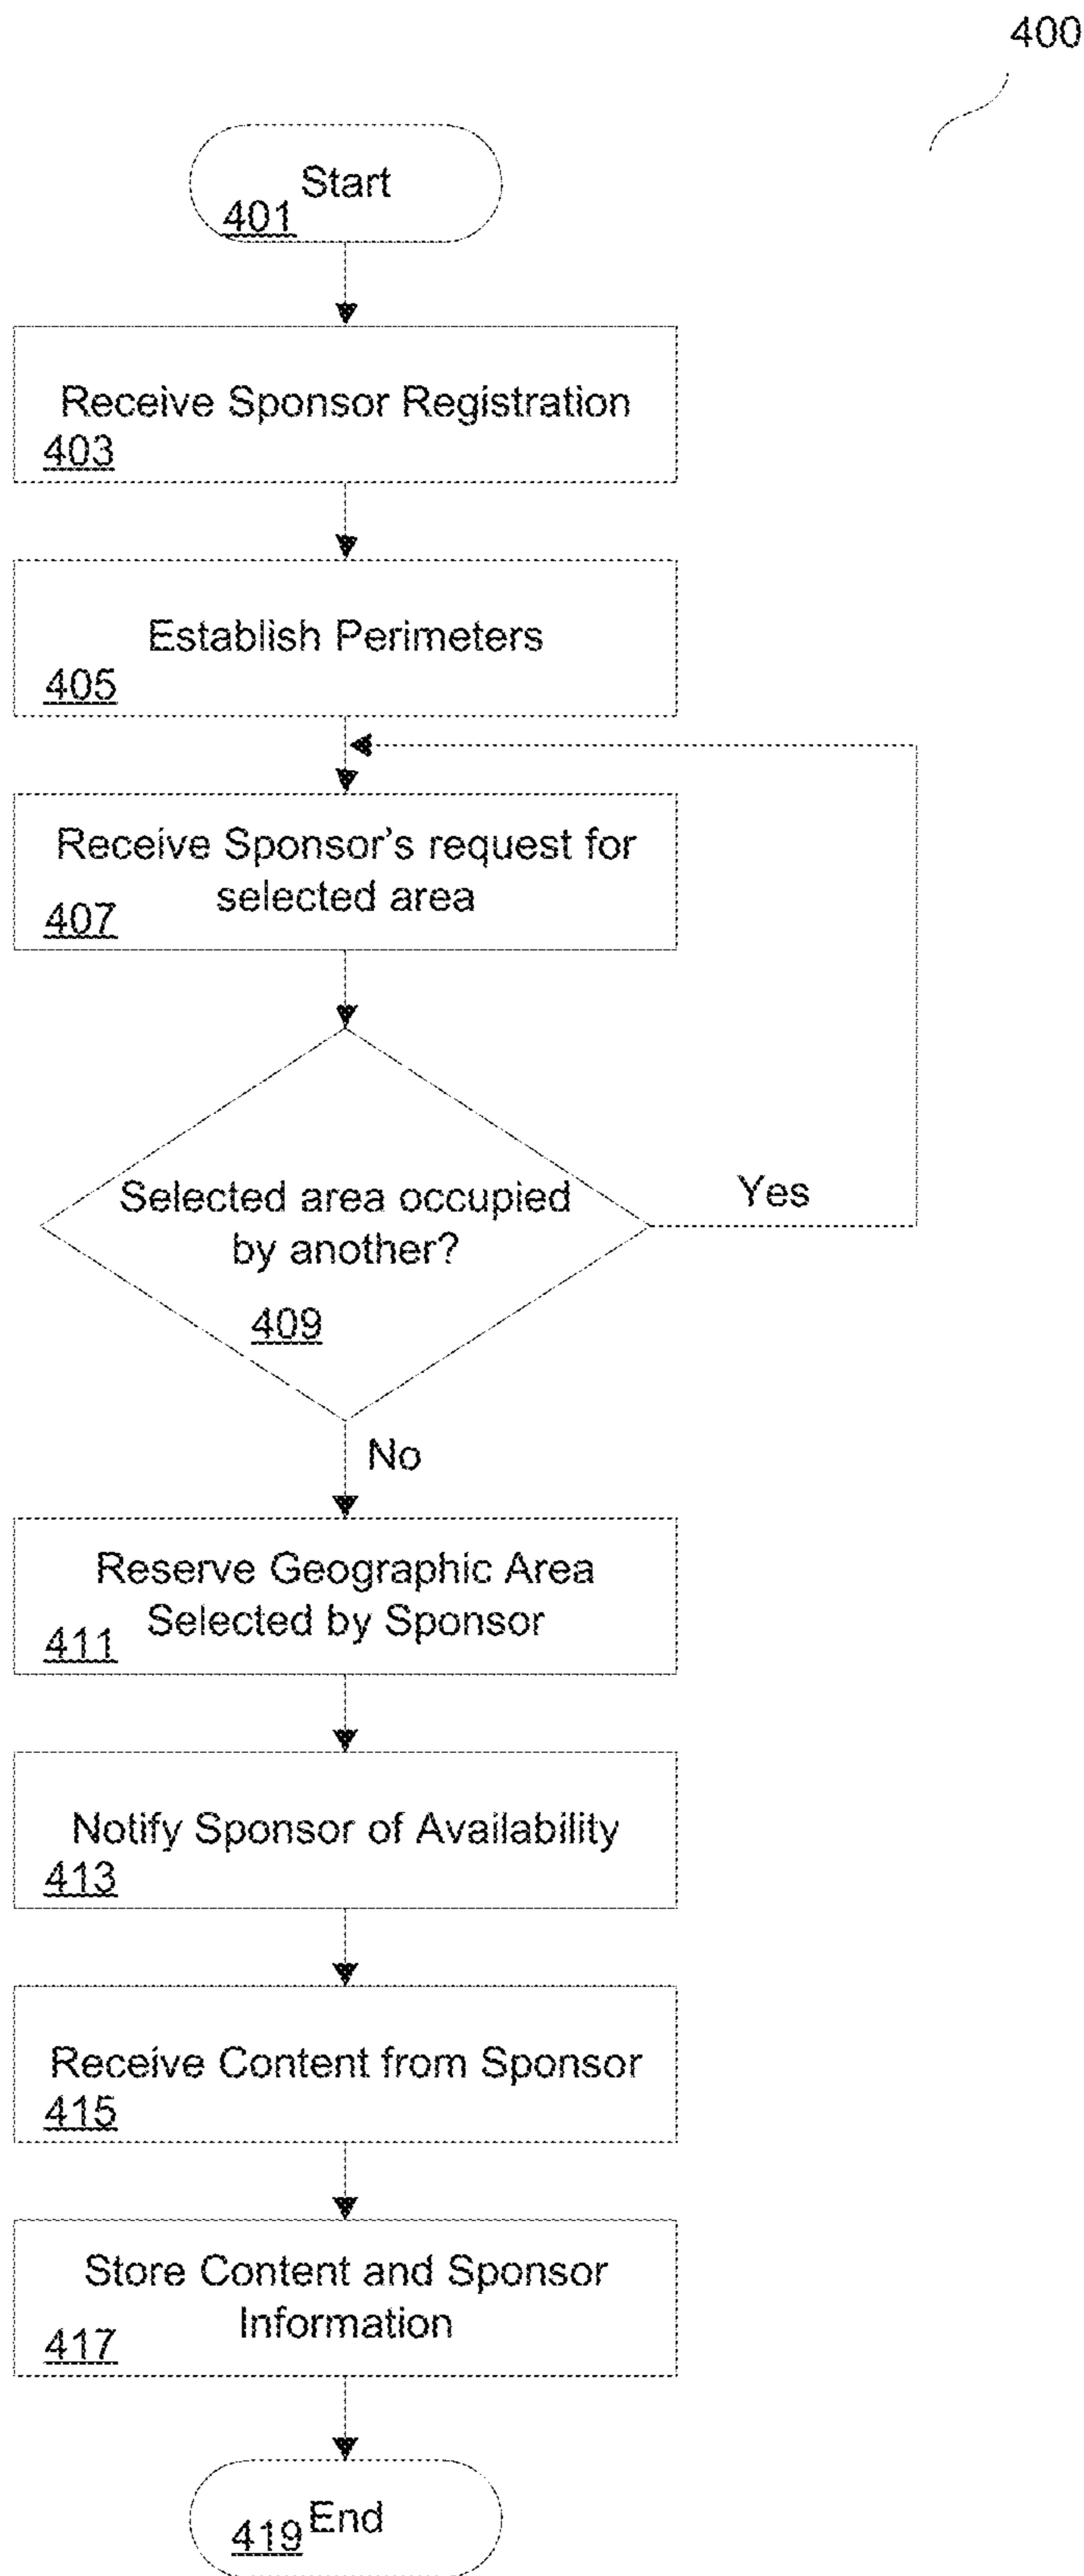 400
Start
401
Receive Sponsor Registration
403
Establish Perimeters
405
Receive Sponsor's request for
selected area
407
Selected area occupied
by another?
409
Yes
No
Reserve Geographic Area
Selected by Sponsor
411
Notify Sponsor of Availability
413
Receive Content from Sponsor
415
Store Content and Sponsor
Information
417
End
419